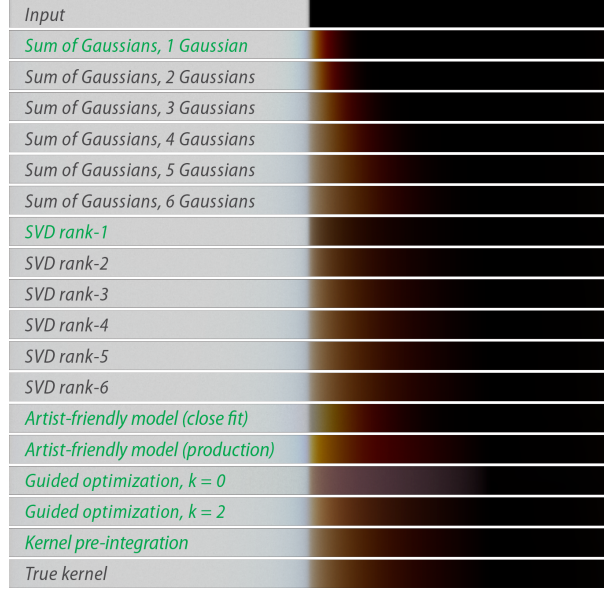 Input
Sum of Gaussians, 1 Gaussian
Sum of Gaussians, 2 Gaussians
Sum of Gaussians, 3 Gaussians
Sum of Gaussians, 4 Gaussians
Sum of Gaussians, 5 Gaussians
Sum of Gaussians, 6 Gaussians
SVD rank-1
SVD rank-2
SVD rank-3
SVD rank-4
SVD rank-5
SVD rank-6
Artist-friendly model (close fit)
Artist-friendly model (production)
Guided optimization, k = 0
Guided optimization, k = 2
Kernel pre-integration
True kernel